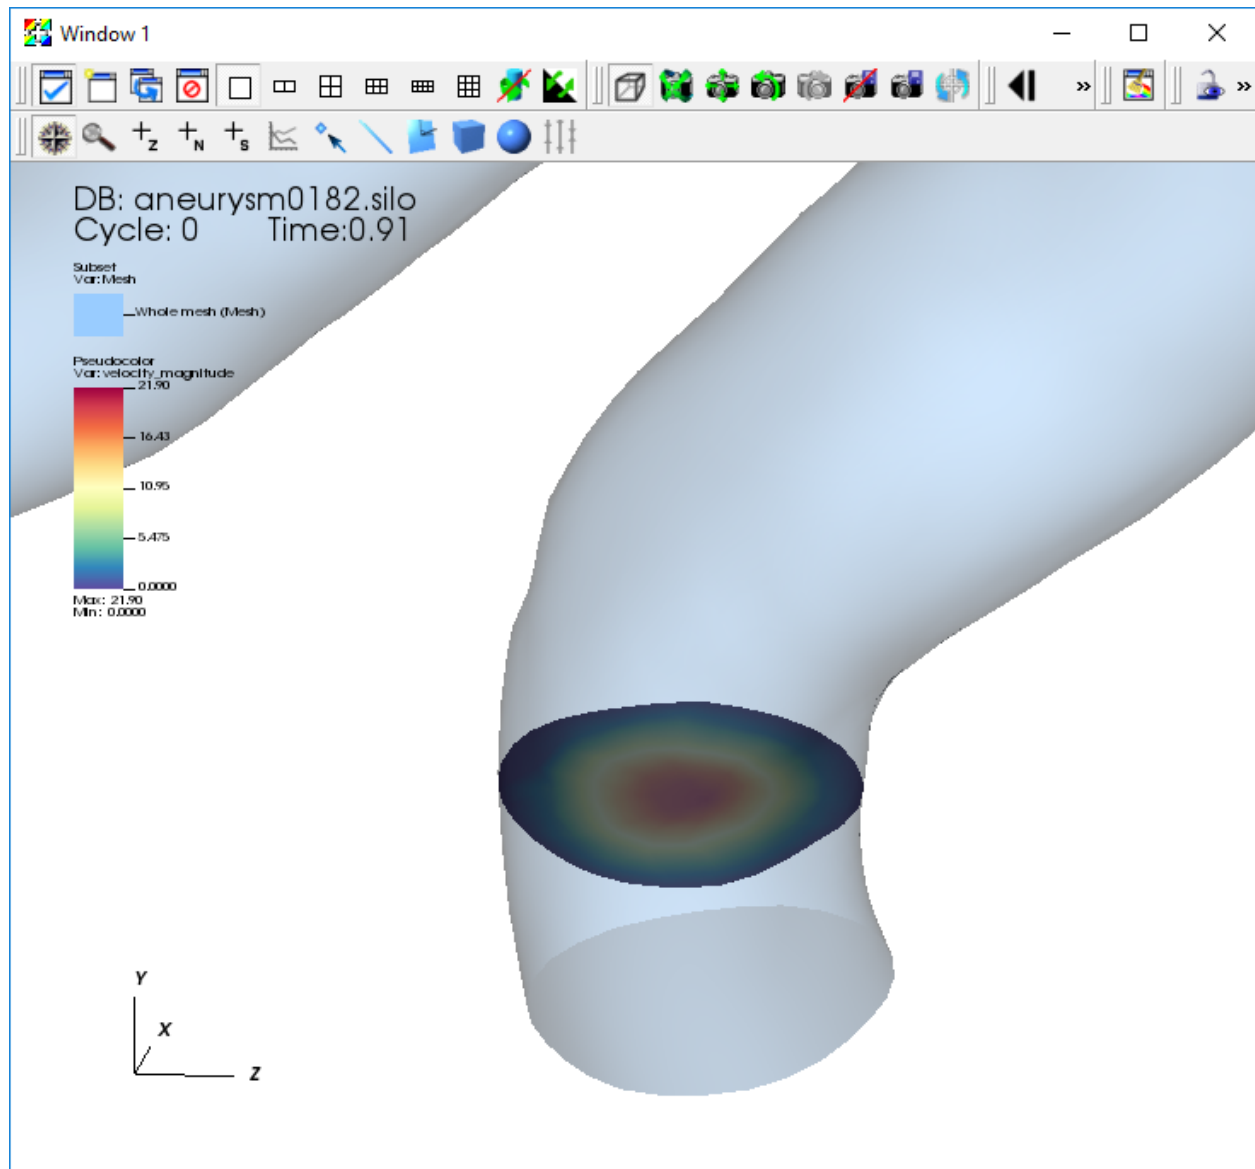 Window 1
»
»
Z
N
S
DB: aneurysm0182.silo
Cycle: 0 Time:0.91
Subset
Var: Mesh
Whole mesh (Mesh)
Pseudocolor
Var: velocity_magnitude
21.90
16.43
10.95
5.475
0.0000
Max: 21.90
Min: 0.0000
Y
X
Z